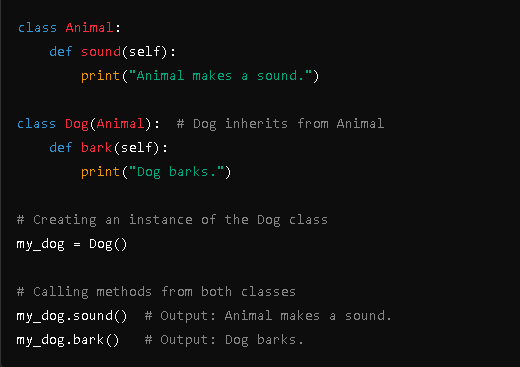 class Animal:
    def sound(self):
        print("Animal makes a sound.")

class Dog(Animal):  # Dog inherits from Animal
    def bark(self):
        print("Dog barks.")

# Creating an instance of the Dog class
my_dog = Dog()

# Calling methods from both classes
my_dog.sound()  # Output: Animal makes a sound.
my_dog.bark()   # Output: Dog barks.